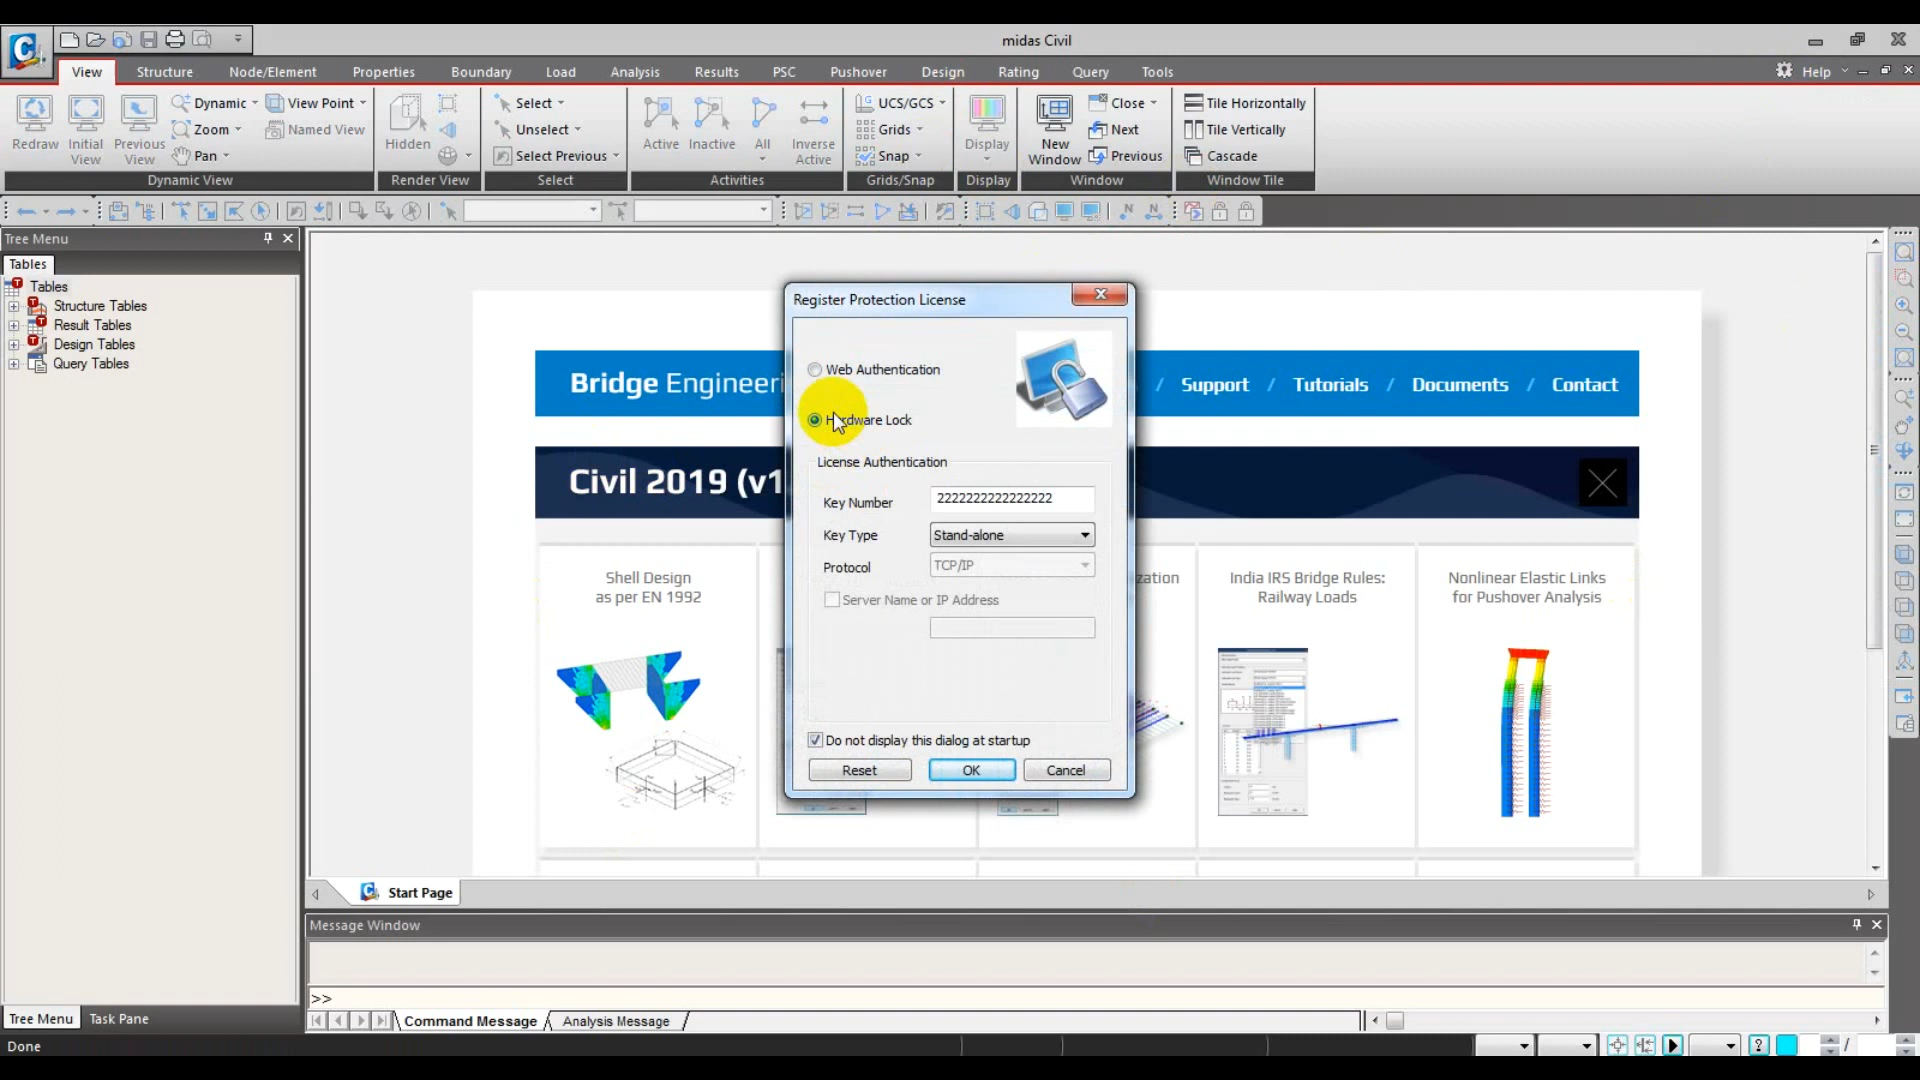 midas Civil
View Structure Node/Element Properties Boundary Load Analysis Results PSC Pushover Design Rating Query Tools Help
Redraw
Initial View
Previous View
Dynamic
Zoom
Pan
View Point
Named View
Dynamic View
Hidden
Render View
Select
Unselect
Select Previous
Select
Active
Inactive
All
Inverse Active
Activities
UCS/GCS
Grids
Snap
Grids/Snap
Display
Display
New Window
Close
Next
Previous
Window
Tile Horizontally
Tile Vertically
Cascade
Window Tile
Tree Menu
Tables
Tables
Structure Tables
Result Tables
Design Tables
Query Tables
Register Protection License
Web Authentication
Hardware Lock
License Authentication
Key Number 2222222222222222
Key Type Stand-alone
Protocol TCP/IP
Server Name or IP Address
Do not display this dialog at startup
Reset OK Cancel
Bridge Engineeri
/ Support / Tutorials / Documents / Contact
Civil 2019 (v1
Shell Design
as per EN 1992
zation
India IRS Bridge Rules:
Railway Loads
Nonlinear Elastic Links
for Pushover Analysis
Start Page
Message Window
>>
Tree Menu Task Pane
Command Message Analysis Message
Done
/